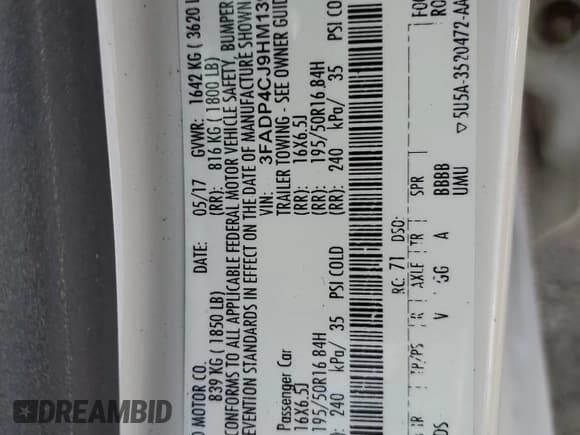 O MOTOR CO.
DATE: 05/17 GVWR: 1642 KG ( 3620 L
839 KG ( 1850 LB) (RR): 816 KG ( 1800 LB)
CONFORMS TO ALL APPLICABLE FEDERAL MOTOR VEHICLE SAFETY, BUMPER
EVENTION STANDARDS IN EFFECT ON THE DATE OF MANUFACTURE SHOWN
VIN: 3FADP4CJ9HM13
Passenger Car TRAILER TOWING - SEE OWNER GUID
16X6.5J (RR): 16X6.5J
195/50R16 84H (RR): 195/50R16 84H
240 kPa/ 35 PSI COLD (RR): 240 kPa/ 35 PSI CO
RC: 71 DSO:
TP/PS R AXLE TR SPR
V GG A BBBB
UMU
▽5U5A-3520472-AA
DREAMBID